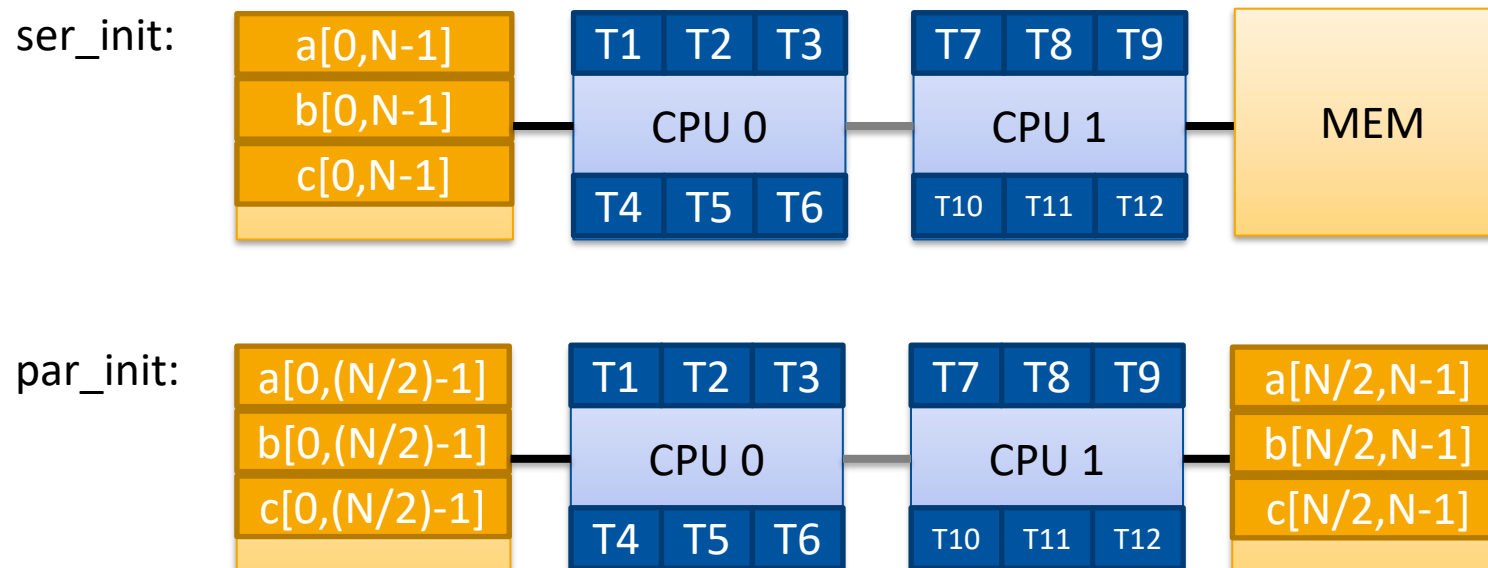 ser_init:
a[0,N-1]
b[0,N-1]
c[0,N-1]
T1 T2 T3
CPU 0
T4 T5 T6
T7 T8 T9
CPU 1
T10 T11 T12
MEM
par_init:
a[0,(N/2)-1]
b[0,(N/2)-1]
c[0,(N/2)-1]
T1 T2 T3
CPU 0
T4 T5 T6
T7 T8 T9
CPU 1
T10 T11 T12
a[N/2,N-1]
b[N/2,N-1]
c[N/2,N-1]